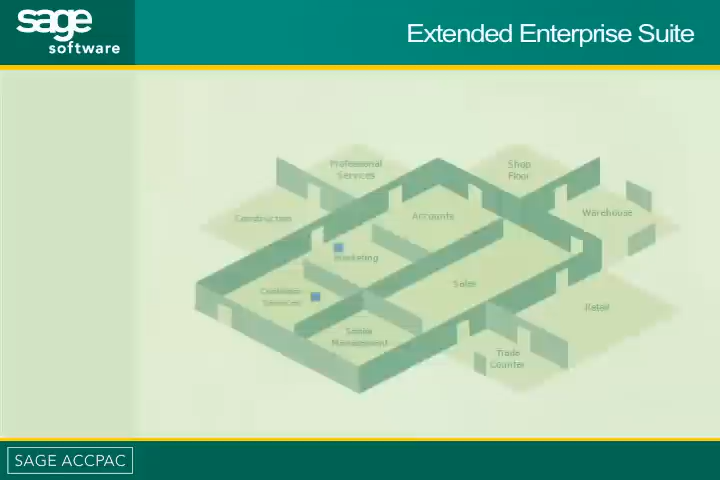 sage
software
Extended Enterprise Suite
Professional
Services
Shop
Floor
Construction
Accounts
Warehouse
Marketing
Customer
Services
Sales
Retail
Senior
Management
Trade
Counter
SAGE ACCPAC